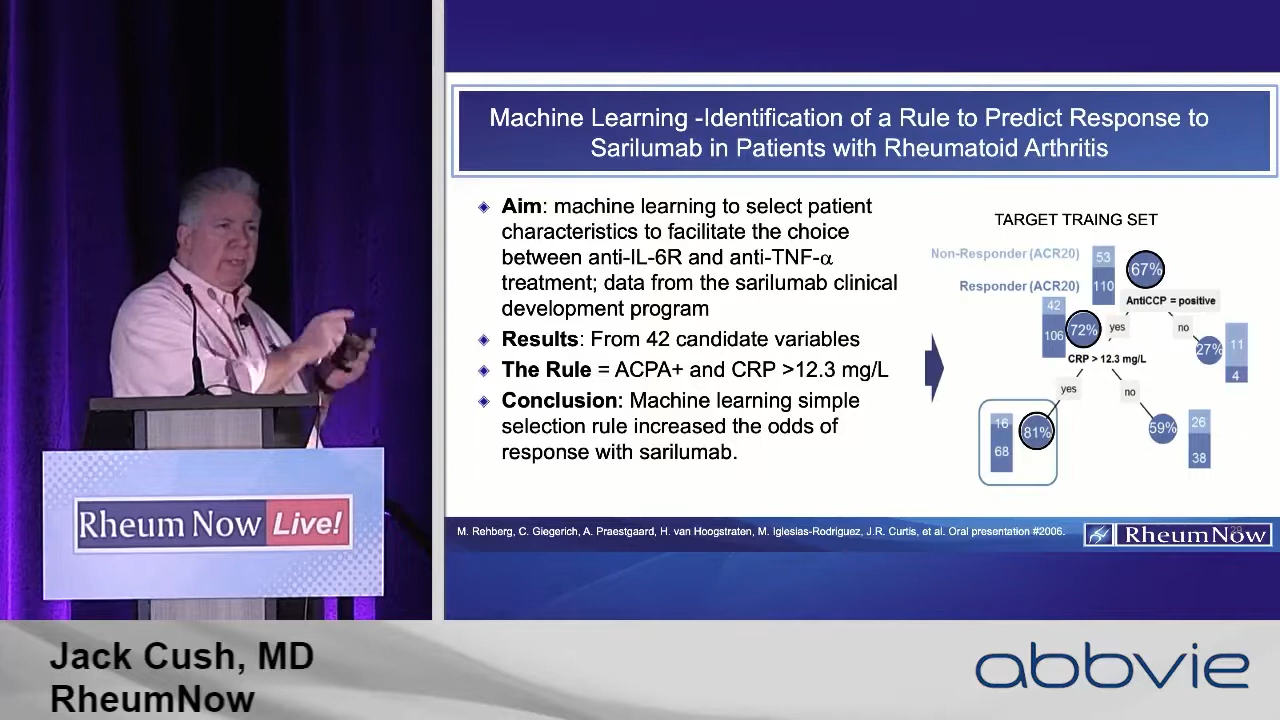 Machine Learning -Identification of a Rule to Predict Response to
Sarilumab in Patients with Rheumatoid Arthritis
Aim: machine learning to select patient
characteristics to facilitate the choice
between anti-IL-6R and anti-TNF-α
treatment; data from the sarilumab clinical
development program
Results: From 42 candidate variables
The Rule = ACPA+ and CRP >12.3 mg/L
Conclusion: Machine learning simple
selection rule increased the odds of
response with sarilumab.
TARGET TRAING SET
Non-Responder (ACR20)
53
67%
Responder (ACR20)
110
AntiCCP = positive
42
106
72%
yes
no
27%
11
4
CRP > 12.3 mg/L
yes
no
16
68
81%
59%
26
38
M. Rehberg, C. Giegerich, A. Praestgaard, H. van Hoogstraten, M. Iglesias-Rodriguez, J.R. Curtis, et al. Oral presentation #2006.
29
RheumNow
Rheum Now Live!
Jack Cush, MD
RheumNow
abbvie